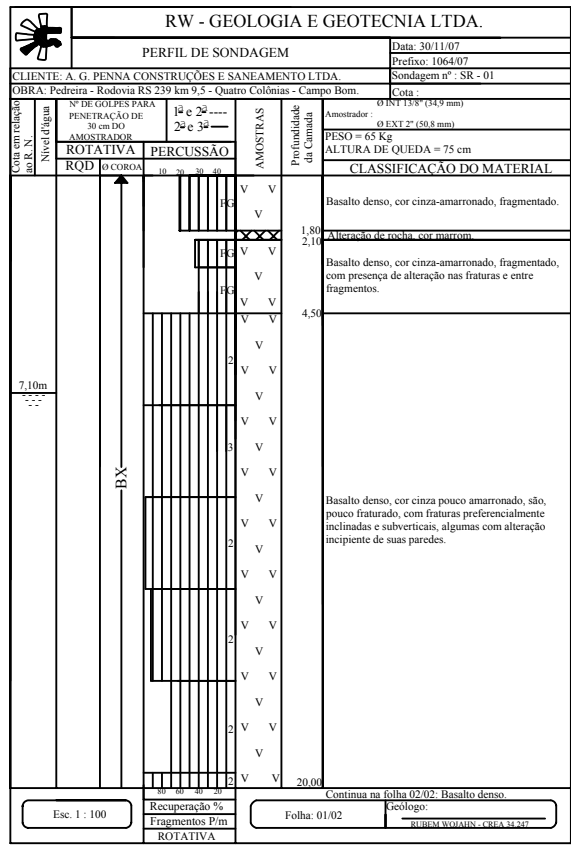 RW - GEOLOGIA E GEOTECNIA LTDA.
PERFIL DE SONDAGEM
Data: 30/11/07
Prefixo: 1064/07
CLIENTE: A. G. PENNA CONSTRUÇÕES E SANEAMENTO LTDA.
Sondagem nº : SR - 01
OBRA: Pedreira - Rodovia RS 239 km 9,5 - Quatro Colônias - Campo Bom.
Cota :
Cota em relação
ao R. N.
Nível d'água
Nº DE GOLPES PARA
PENETRAÇÃO DE
30 cm DO
AMOSTRADOR
1ª e 2ª ----
2ª e 3ª —
ROTATIVA
PERCUSSÃO
RQD
Ø COROA
10 20 30 40
AMOSTRAS
Profundidade
da Camada
Ø INT 13/8" (34,9 mm)
Amostrador :
Ø EXT 2" (50,8 mm)
PESO = 65 Kg
ALTURA DE QUEDA = 75 cm
CLASSIFICAÇÃO DO MATERIAL
FG
V V
V
Basalto denso, cor cinza-amarronado, fragmentado.
1,80
XXX
Alteração de rocha, cor marrom.
2,10
FG
V V
V
FG
V V
Basalto denso, cor cinza-amarronado, fragmentado,
com presença de alteração nas fraturas e entre
fragmentos.
4,50
V V
V
2
V V
7,10m
V
3
V
V V
BX
V
Basalto denso, cor cinza pouco amarronado, são,
pouco fraturado, com fraturas preferencialmente
inclinadas e subverticais, algumas com alteração
incipiente de suas paredes.
V V
V
2
V
V V
V
2
V
V V
V
2
V V
V
2
V V
20,00
80 60 40 20
Continua na folha 02/02: Basalto denso.
Esc. 1 : 100
Recuperação %
Fragmentos P/m
ROTATIVA
Folha: 01/02
Geólogo:
RUBEM WOJAHN - CREA 34.247